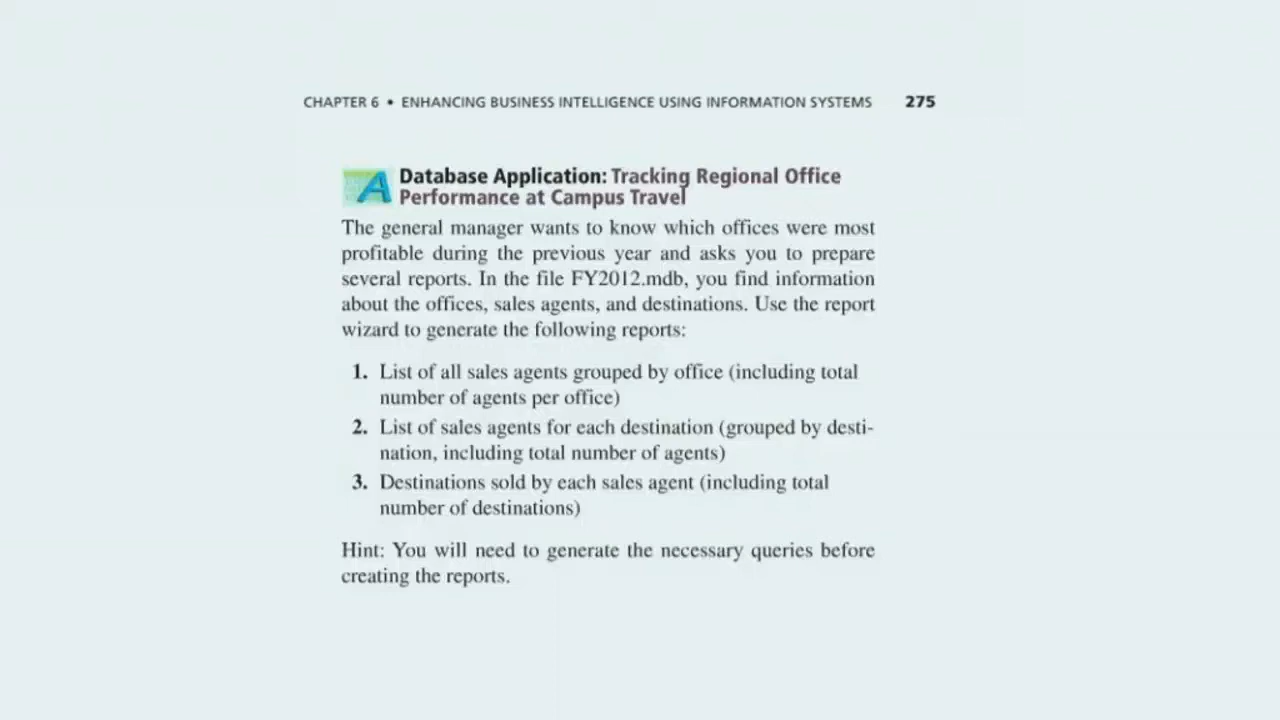 CHAPTER 6 • ENHANCING BUSINESS INTELLIGENCE USING INFORMATION SYSTEMS 275
Database Application: Tracking Regional Office
Performance at Campus Travel
The general manager wants to know which offices were most
profitable during the previous year and asks you to prepare
several reports. In the file FY2012.mdb, you find information
about the offices, sales agents, and destinations. Use the report
wizard to generate the following reports:
1. List of all sales agents grouped by office (including total
number of agents per office)
2. List of sales agents for each destination (grouped by desti-
nation, including total number of agents)
3. Destinations sold by each sales agent (including total
number of destinations)
Hint: You will need to generate the necessary queries before
creating the reports.